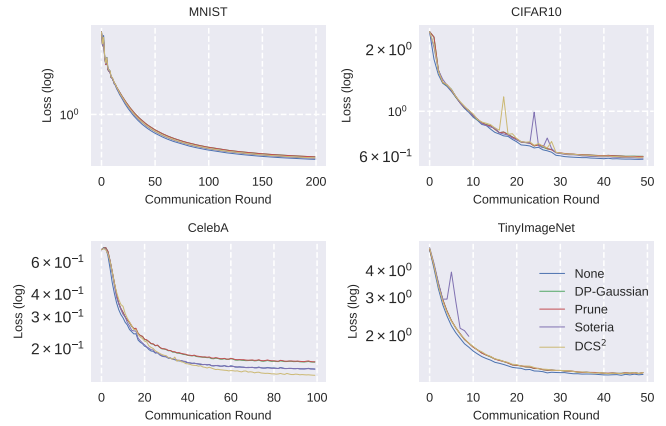 MNIST
Loss (log)
10⁰
0 50 100 150 200
Communication Round
CIFAR10
Loss (log)
2 × 10⁰
10⁰
6 × 10⁻¹
0 10 20 30 40 50
Communication Round
CelebA
Loss (log)
6 × 10⁻¹
4 × 10⁻¹
3 × 10⁻¹
2 × 10⁻¹
0 20 40 60 80 100
Communication Round
TinyImageNet
Loss (log)
4 × 10⁰
3 × 10⁰
2 × 10⁰
0 10 20 30 40 50
Communication Round
None
DP-Gaussian
Prune
Soteria
DCS²